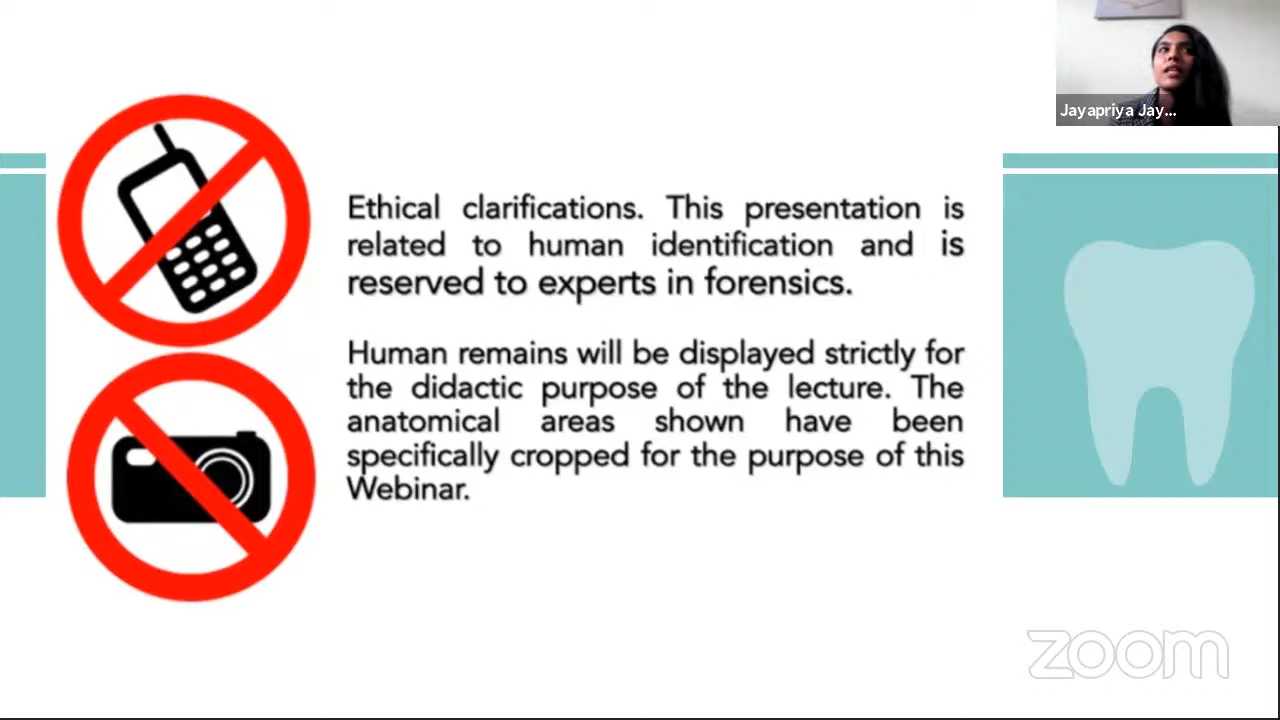 Jayapriya Jay...
Ethical clarifications. This presentation is
related to human identification and is
reserved to experts in forensics.
Human remains will be displayed strictly for
the didactic purpose of the lecture. The
anatomical areas shown have been
specifically cropped for the purpose of this
Webinar.
zoom